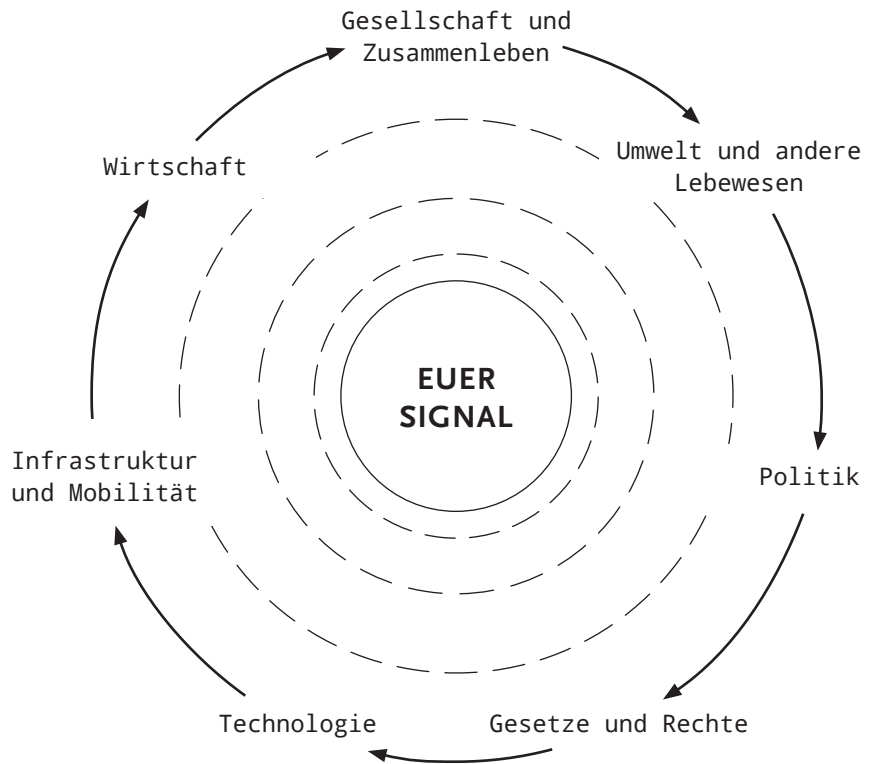 Gesellschaft und
Zusammenleben
Umwelt und andere
Lebewesen
Wirtschaft
EUER
SIGNAL
Infrastruktur
und Mobilität
Politik
Technologie
Gesetze und Rechte